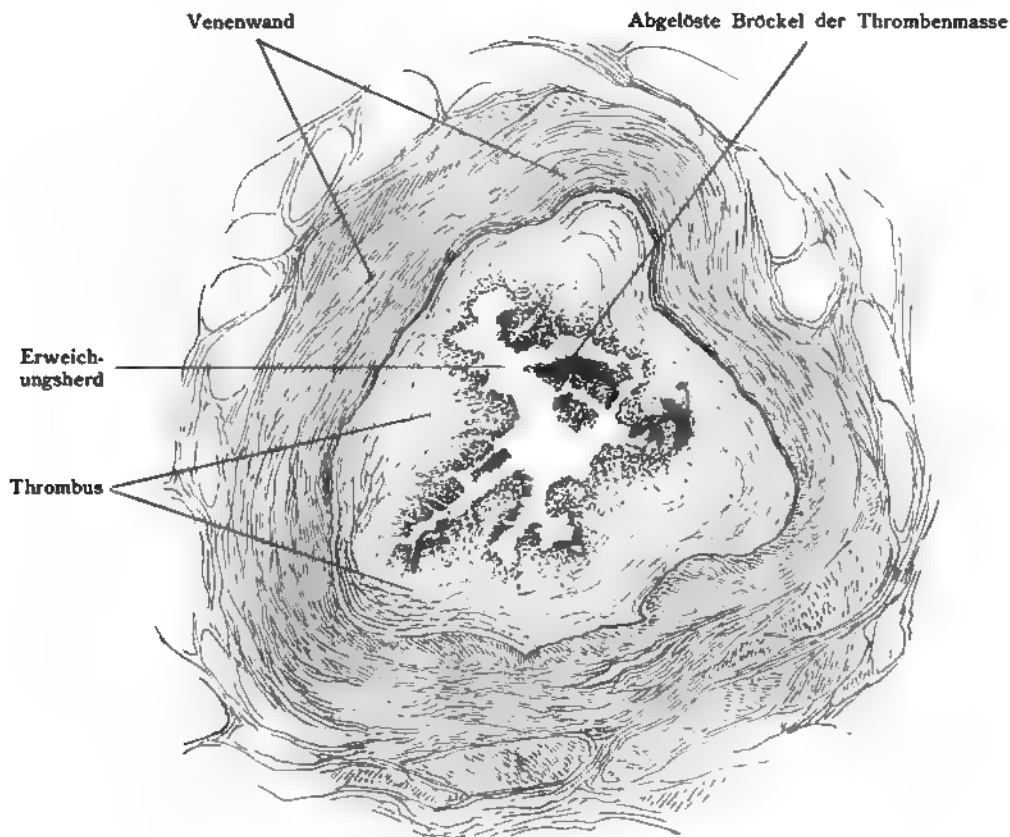 Venenwand
Abgelöste Bröckel der Thrombenmasse
Erweich-
ungsherd
Thrombus